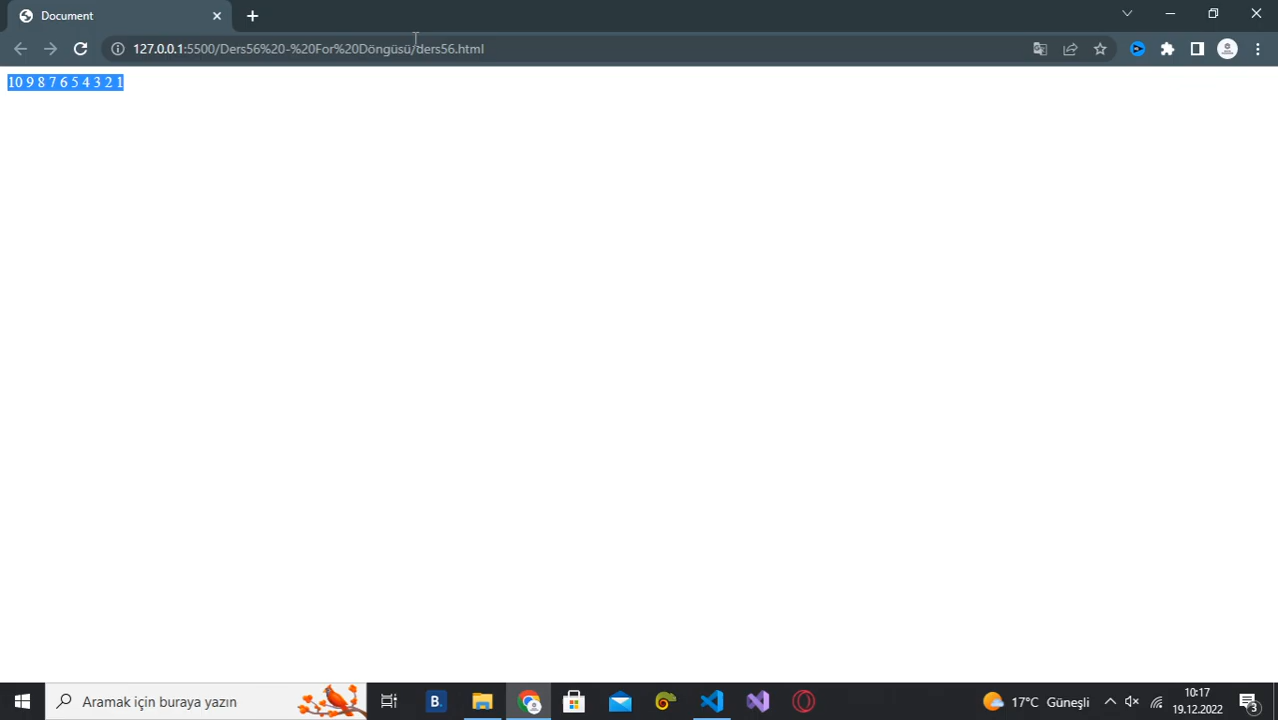 Document
127.0.0.1:5500/Ders56%20-%20For%20Döngüsü/ders56.html
10 9 8 7 6 5 4 3 2 1
Aramak için buraya yazın
B.
17°C Güneşli
10:17
19.12.2022
3